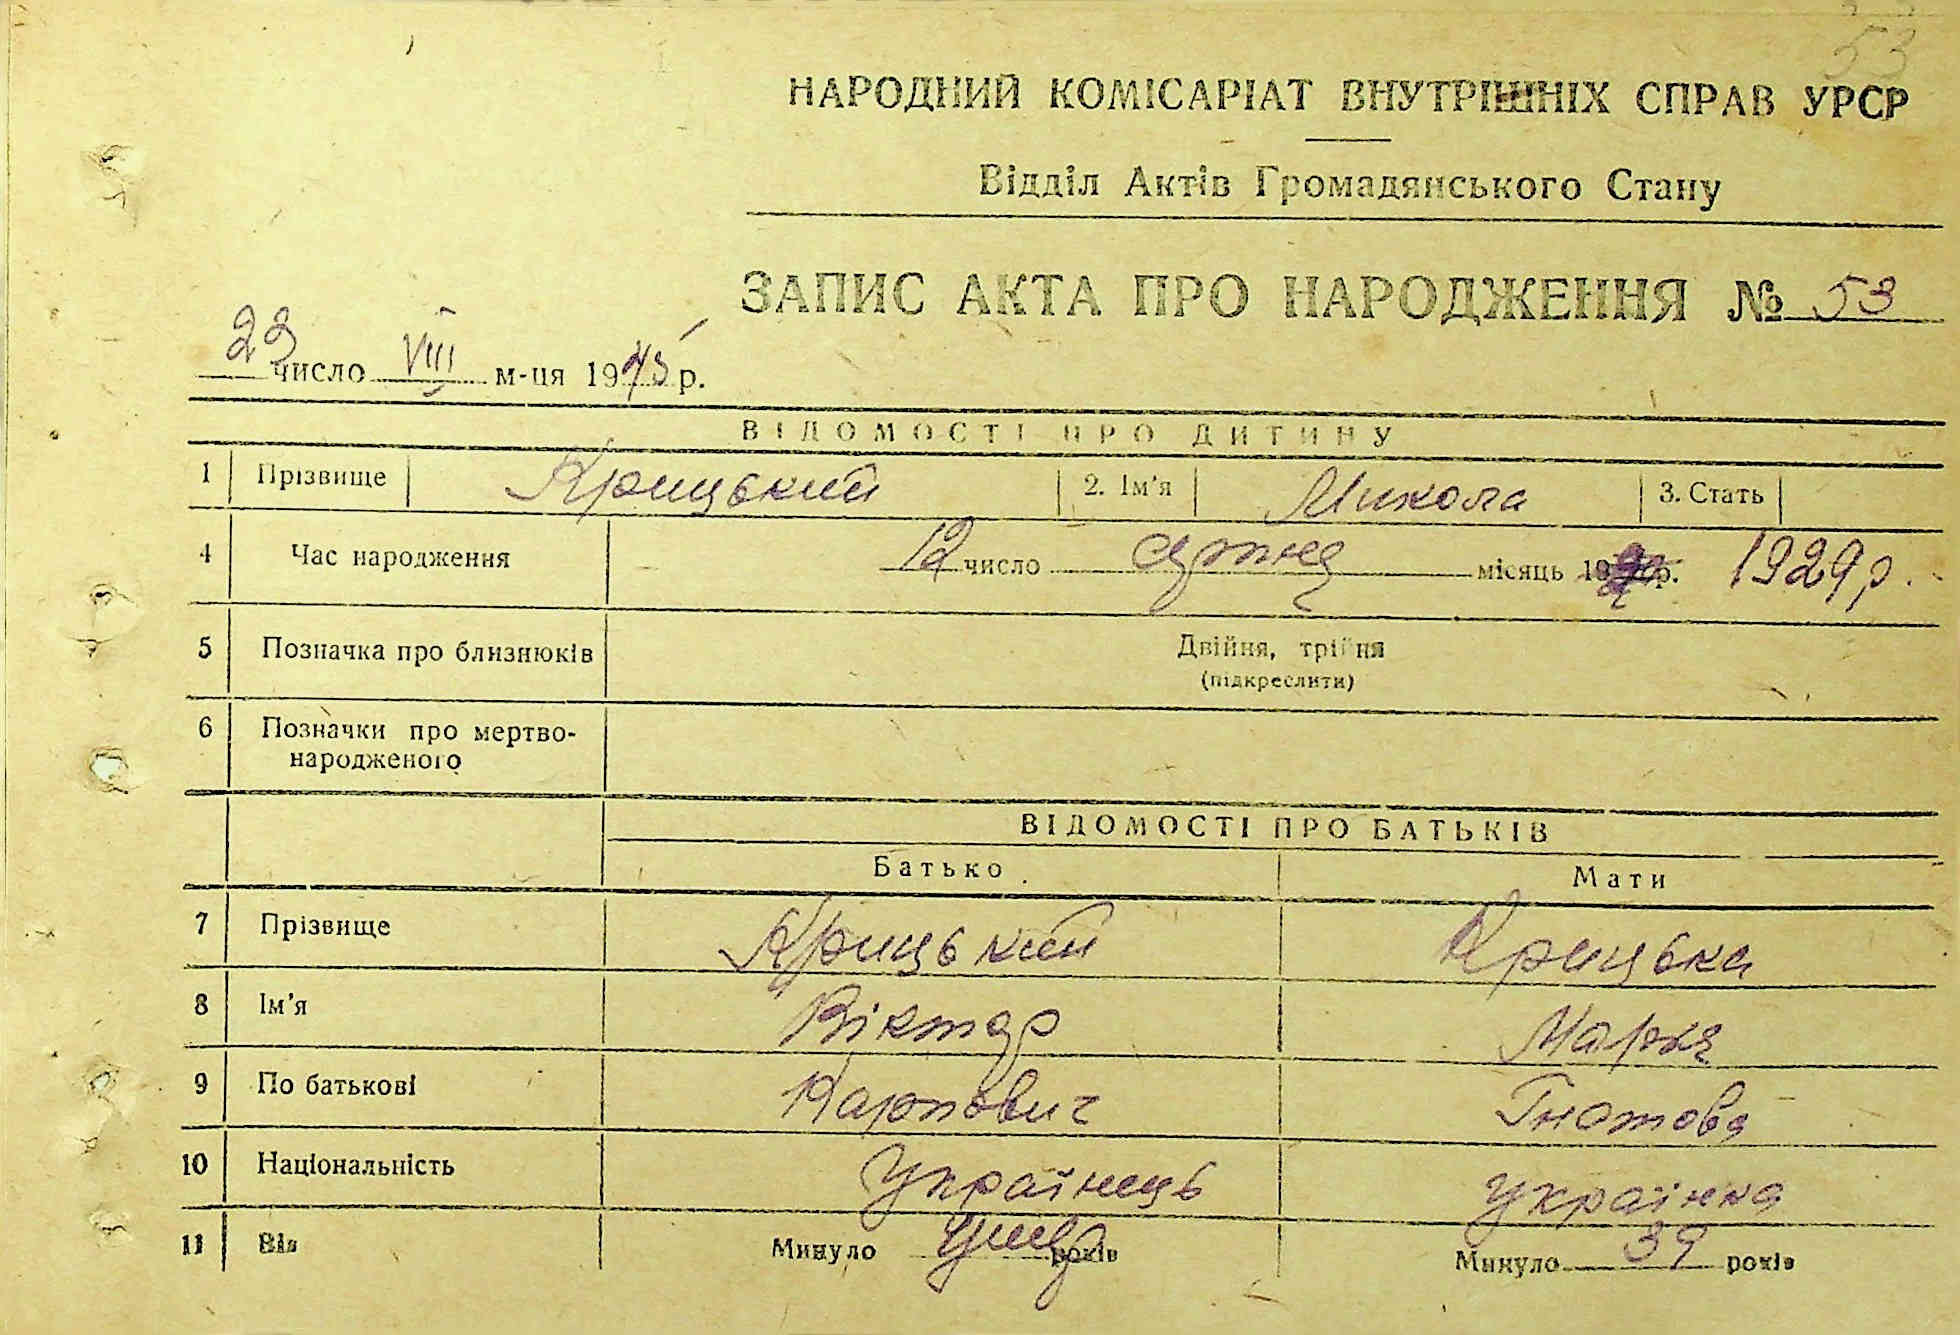 53
НАРОДНИЙ КОМІСАРІАТ ВНУТРІШНІХ СПРАВ УРСР
Відділ Актів Громадянського Стану
ЗАПИС АКТА ПРО НАРОДЖЕННЯ № 53
23 число VIII м-ця 1945 р.
ВІДОМОСТІ ПРО ДИТИНУ
1 Прізвище Крицький 2. Ім'я Микола 3. Стать
4 Час народження 12 число місяць 19 р. 1929 р.
5 Позначка про близнюків Двійня, трійня
(підкреслити)
6 Позначки про мертво-
народженого
ВІДОМОСТІ ПРО БАТЬКІВ
Батько Мати
7 Прізвище Крицький Крицька
8 Ім'я Віктор Марія
9 По батькові Карпович Гнатова
10 Національність Українець Українка
11 Вік Минуло років Минуло 39 років